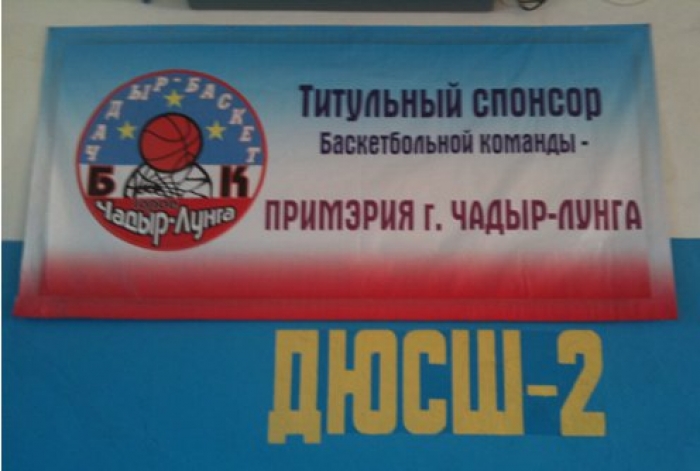 ЧАДЫР-БАСКЕТ
Б К
Чадыр-Лунга
Титульный спонсор
Баскетбольной команды -
ПРИМЭРИЯ г. ЧАДЫР-ЛУНГА
ДЮСШ-2